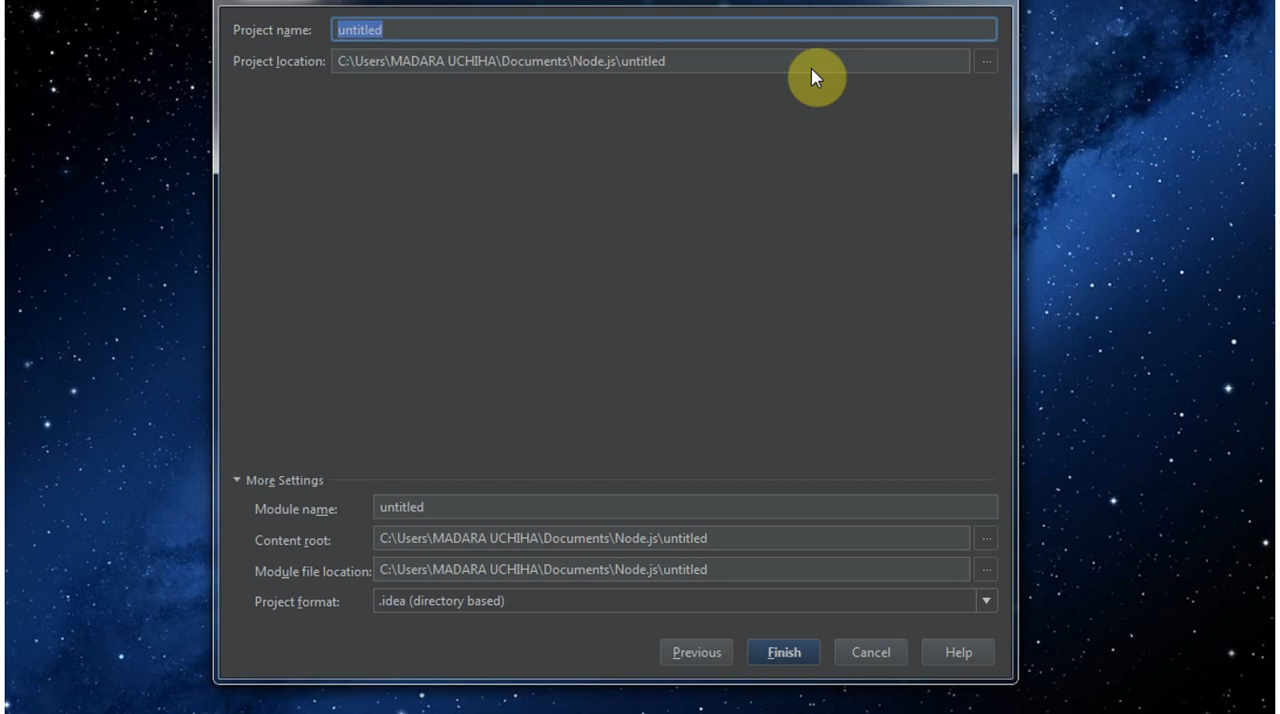 Project name: untitled
Project location: C:\Users\MADARA UCHIHA\Documents\Node.js\untitled ...
More Settings
Module name: untitled
Content root: C:\Users\MADARA UCHIHA\Documents\Node.js\untitled ...
Module file location: C:\Users\MADARA UCHIHA\Documents\Node.js\untitled ...
Project format: .idea (directory based)
Previous Finish Cancel Help